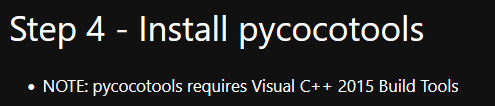 Step 4 - Install pycocotools
• NOTE: pycocotools requires Visual C++ 2015 Build Tools